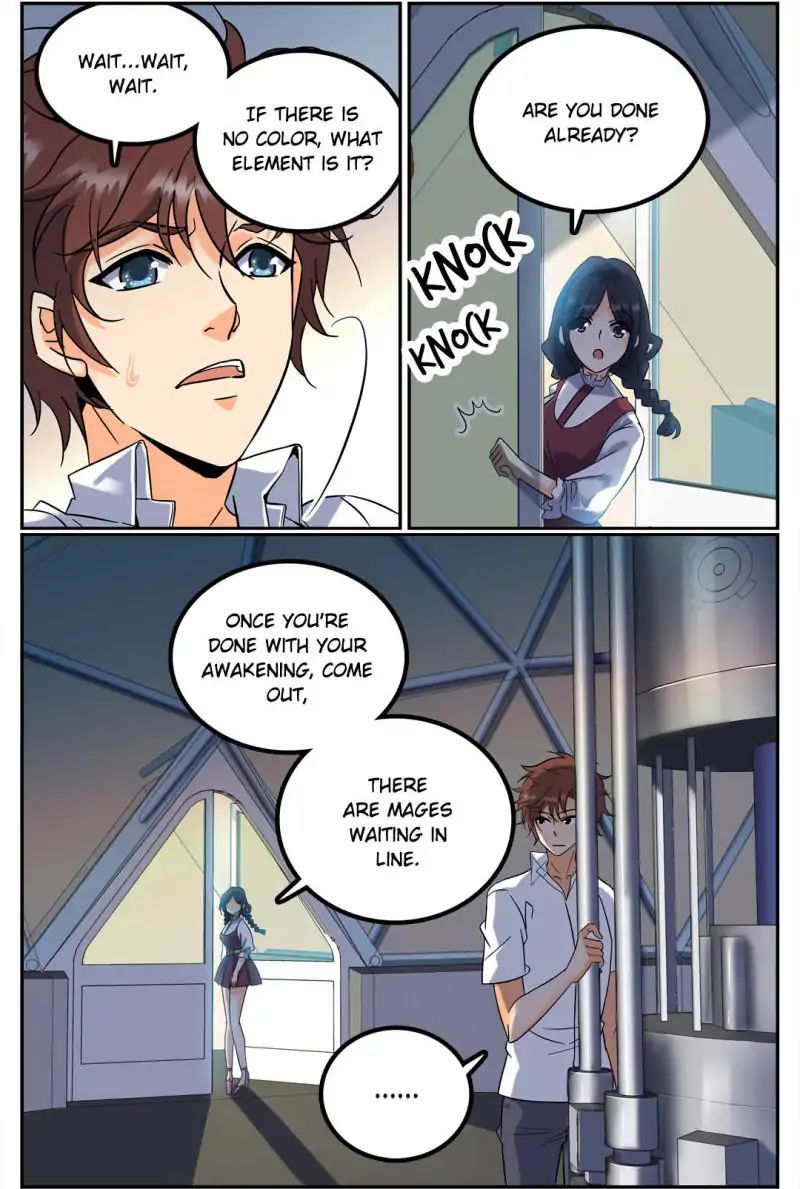 WAIT...WAIT,
WAIT.
IF THERE IS
NO COLOR, WHAT
ELEMENT IS IT?
ARE YOU DONE
ALREADY?
KNOCK
KNOCK
ONCE YOU'RE
DONE WITH YOUR
AWAKENING, COME
OUT,
THERE
ARE MAGES
WAITING IN
LINE.
......